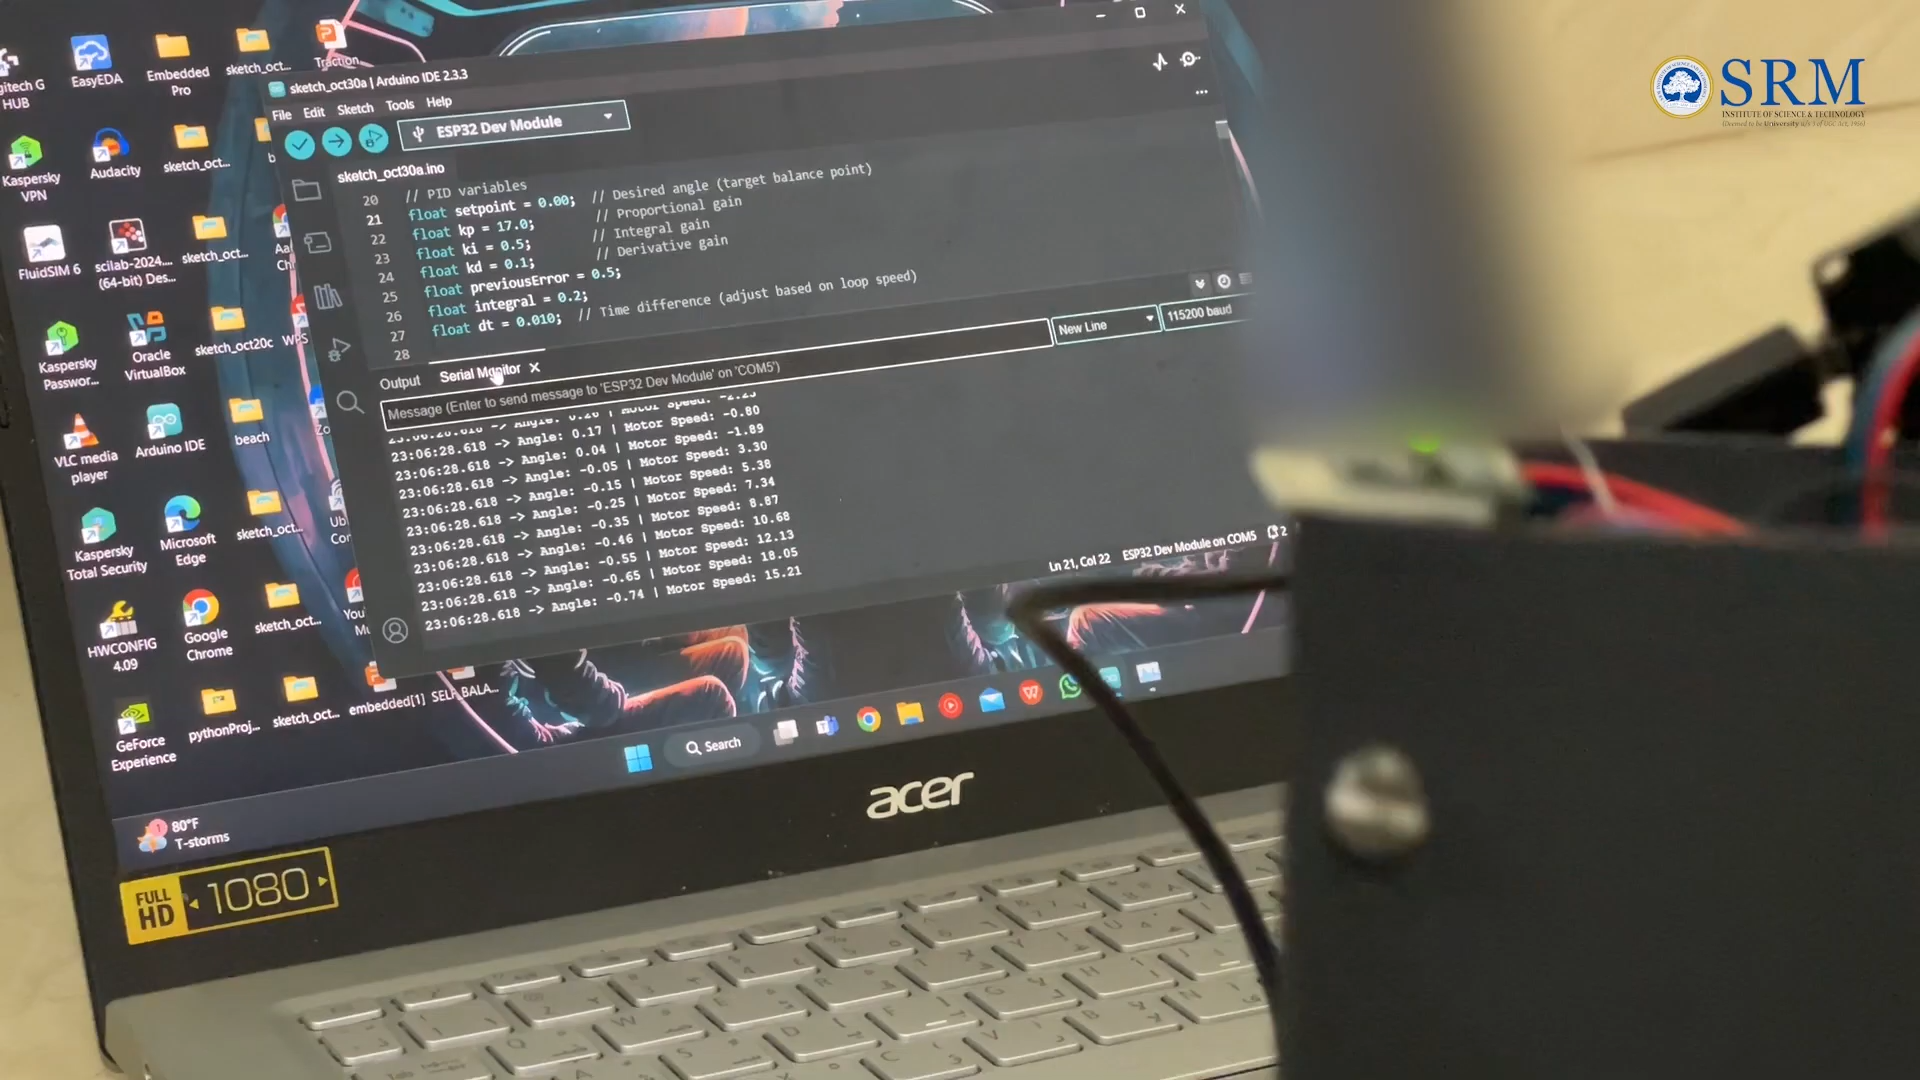 SRM
INSTITUTE OF SCIENCE & TECHNOLOGY
(Deemed to be University u/s 3 of UGC Act, 1956)
sketch_oct30a | Arduino IDE 2.3.3
File Edit Sketch Tools Help
ESP32 Dev Module
sketch_oct30a.ino
20 // PID variables
21 float setpoint = 0.00; // Desired angle (target balance point)
22 float kp = 17.0; // Proportional gain
23 float ki = 0.5; // Integral gain
24 float kd = 0.1; // Derivative gain
25 float previousError = 0.5;
26 float integral = 0.2;
27 float dt = 0.010; // Time difference (adjust based on loop speed)
28
Output Serial Monitor
Message (Enter to send message to 'ESP32 Dev Module' on 'COM5')
New Line
115200 baud
23:06:28.618 -> Angle: 0.17 | Motor Speed: -0.80
23:06:28.618 -> Angle: 0.04 | Motor Speed: -1.89
23:06:28.618 -> Angle: -0.05 | Motor Speed: 3.30
23:06:28.618 -> Angle: -0.15 | Motor Speed: 5.38
23:06:28.618 -> Angle: -0.25 | Motor Speed: 7.34
23:06:28.618 -> Angle: -0.35 | Motor Speed: 8.87
23:06:28.618 -> Angle: -0.46 | Motor Speed: 10.68
23:06:28.618 -> Angle: -0.55 | Motor Speed: 12.13
23:06:28.618 -> Angle: -0.65 | Motor Speed: 18.05
23:06:28.618 -> Angle: -0.74 | Motor Speed: 15.21
Ln 21, Col 22 ESP32 Dev Module on COM5 2
HUB
EasyEDA
Embedded
Pro
sketch_oct...
Traction
Kaspersky
VPN
Audacity
sketch_oct...
FluidSIM 6
scilab-2024....
(64-bit) Des...
sketch_oct...
Kaspersky
Passwor...
Oracle
VirtualBox
sketch_oct20c
WPS
VLC media
player
Arduino IDE
beach
Kaspersky
Total Security
Microsoft
Edge
sketch_oct...
HWCONFIG
4.09
Google
Chrome
sketch_oct...
GeForce
Experience
pythonProj...
sketch_oct...
embedded[1]
SELF BALA...
Search
80°F
T-storms
acer
FULL
HD
1080